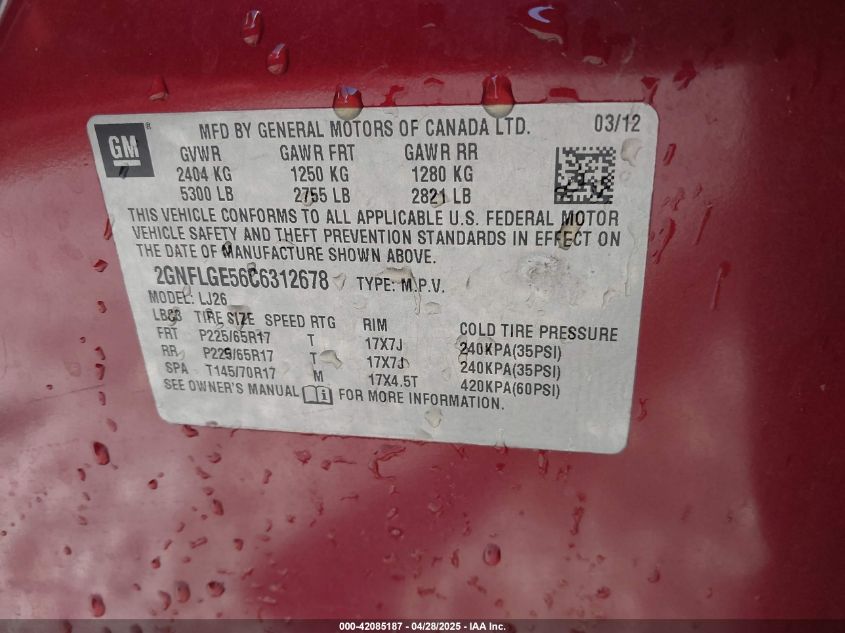 GM ® MFD BY GENERAL MOTORS OF CANADA LTD. 03/12
GVWR GAWR FRT GAWR RR
2404 KG 1250 KG 1280 KG
5300 LB 2755 LB 2821 LB
THIS VEHICLE CONFORMS TO ALL APPLICABLE U.S. FEDERAL MOTOR
VEHICLE SAFETY AND THEFT PREVENTION STANDARDS IN EFFECT ON
THE DATE OF MANUFACTURE SHOWN ABOVE.
2GNFLGE56C6312678 TYPE: M.P.V.
MODEL: LJ26
TIRE SIZE SPEED RTG RIM COLD TIRE PRESSURE
FRT P225/65R17 T 17X7J 240KPA(35PSI)
RR P225/65R17 T 17X7J 240KPA(35PSI)
SPA T145/70R17 M 17X4.5T 420KPA(60PSI)
SEE OWNER'S MANUAL FOR MORE INFORMATION.
000-42085187 - 04/28/2025 - IAA Inc.